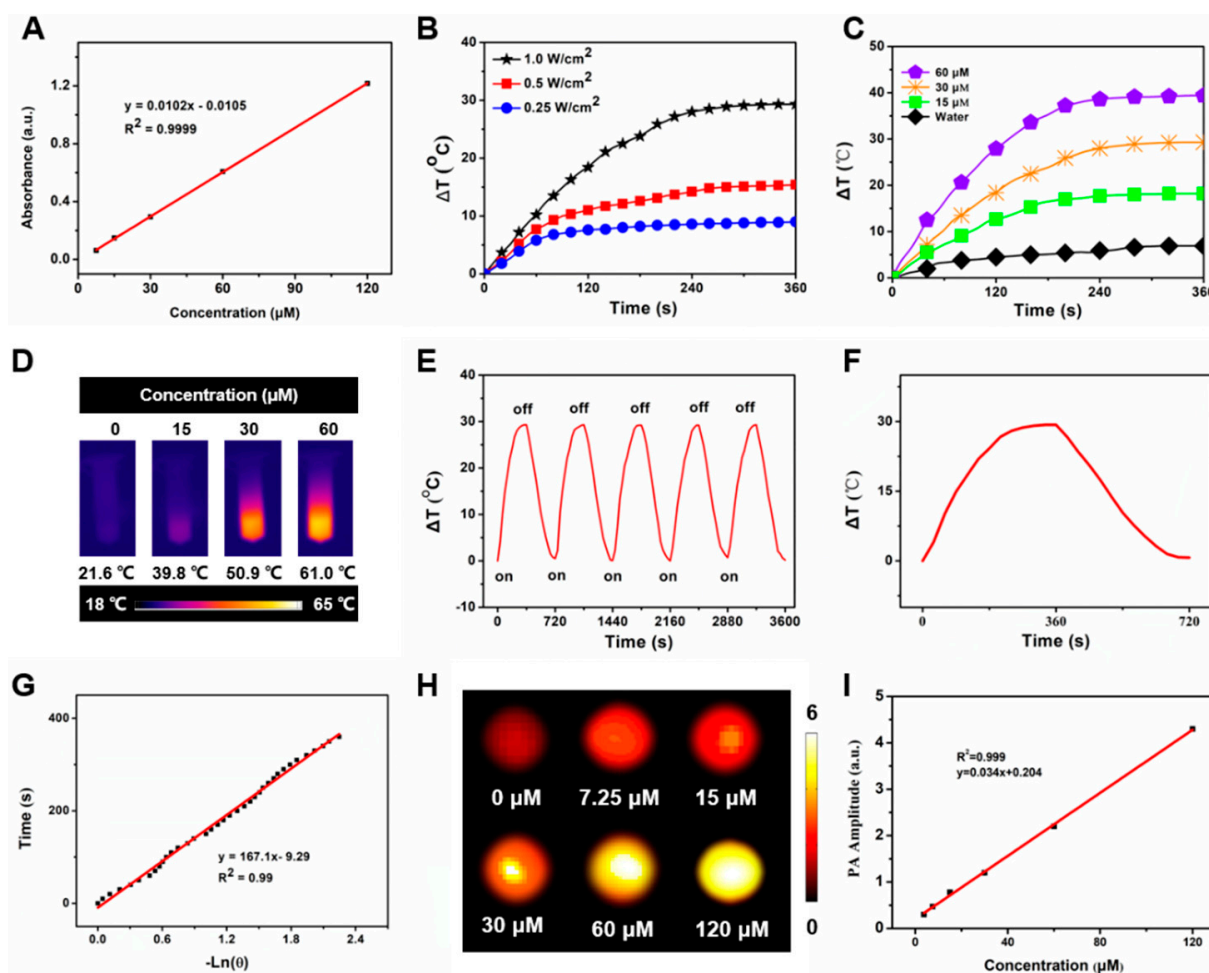 A
1.2
0.8
0.4
0.0
Absorbance (a.u.)
y = 0.0102x - 0.0105
R² = 0.9999
0
30
60
90
120
Concentration (µM)
B
40
30
20
10
0
ΔT (°C)
1.0 W/cm²
0.5 W/cm²
0.25 W/cm²
0
120
240
360
Time (s)
C
50
40
30
20
10
0
ΔT (℃)
60 µM
30 µM
15 µM
Water
0
120
240
360
Time (s)
D
Concentration (µM)
0 15 30 60
21.6 ℃ 39.8 ℃ 50.9 ℃ 61.0 ℃
18 ℃ 65 ℃
E
40
30
20
10
0
-10
ΔT (°C)
off off off off off
on on on on on
0 720 1440 2160 2880 3600
Time (s)
F
30
15
0
ΔT (℃)
0 360 720
Time (s)
G
400
200
0
Time (s)
y = 167.1x- 9.29
R² = 0.99
0.0 0.6 1.2 1.8 2.4
-Ln(θ)
H
6
0 µM 7.25 µM 15 µM
30 µM 60 µM 120 µM
0
I
5
4
3
2
1
0
PA Amplitude (a.u.)
R²=0.999
y=0.034x+0.204
0 40 80 120
Concentration (µM)